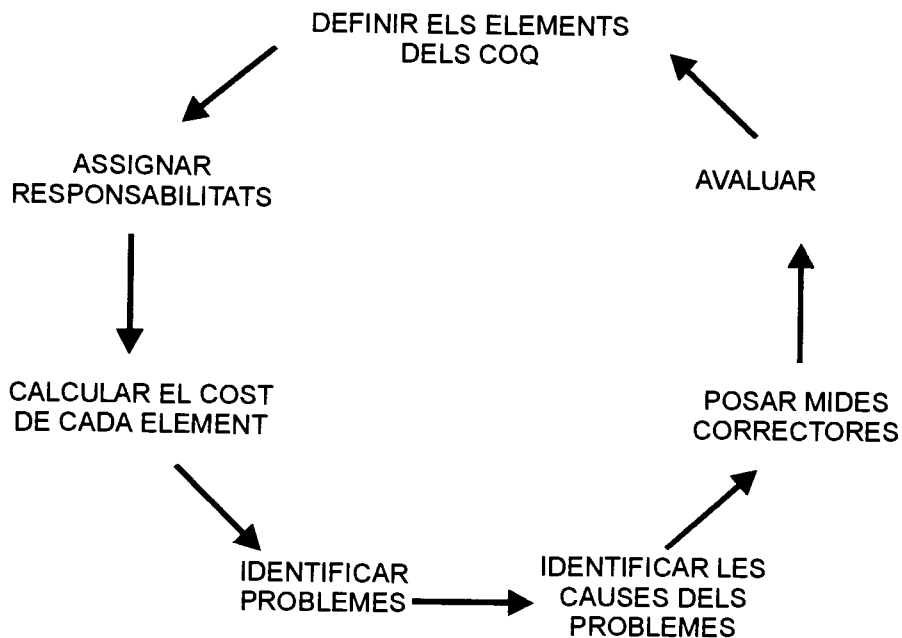 DEFINIR ELS ELEMENTS
DELS COQ
ASSIGNAR
RESPONSABILITATS
CALCULAR EL COST
DE CADA ELEMENT
IDENTIFICAR
PROBLEMES
IDENTIFICAR LES
CAUSES DELS
PROBLEMES
POSAR MIDES
CORRECTORES
AVALUAR